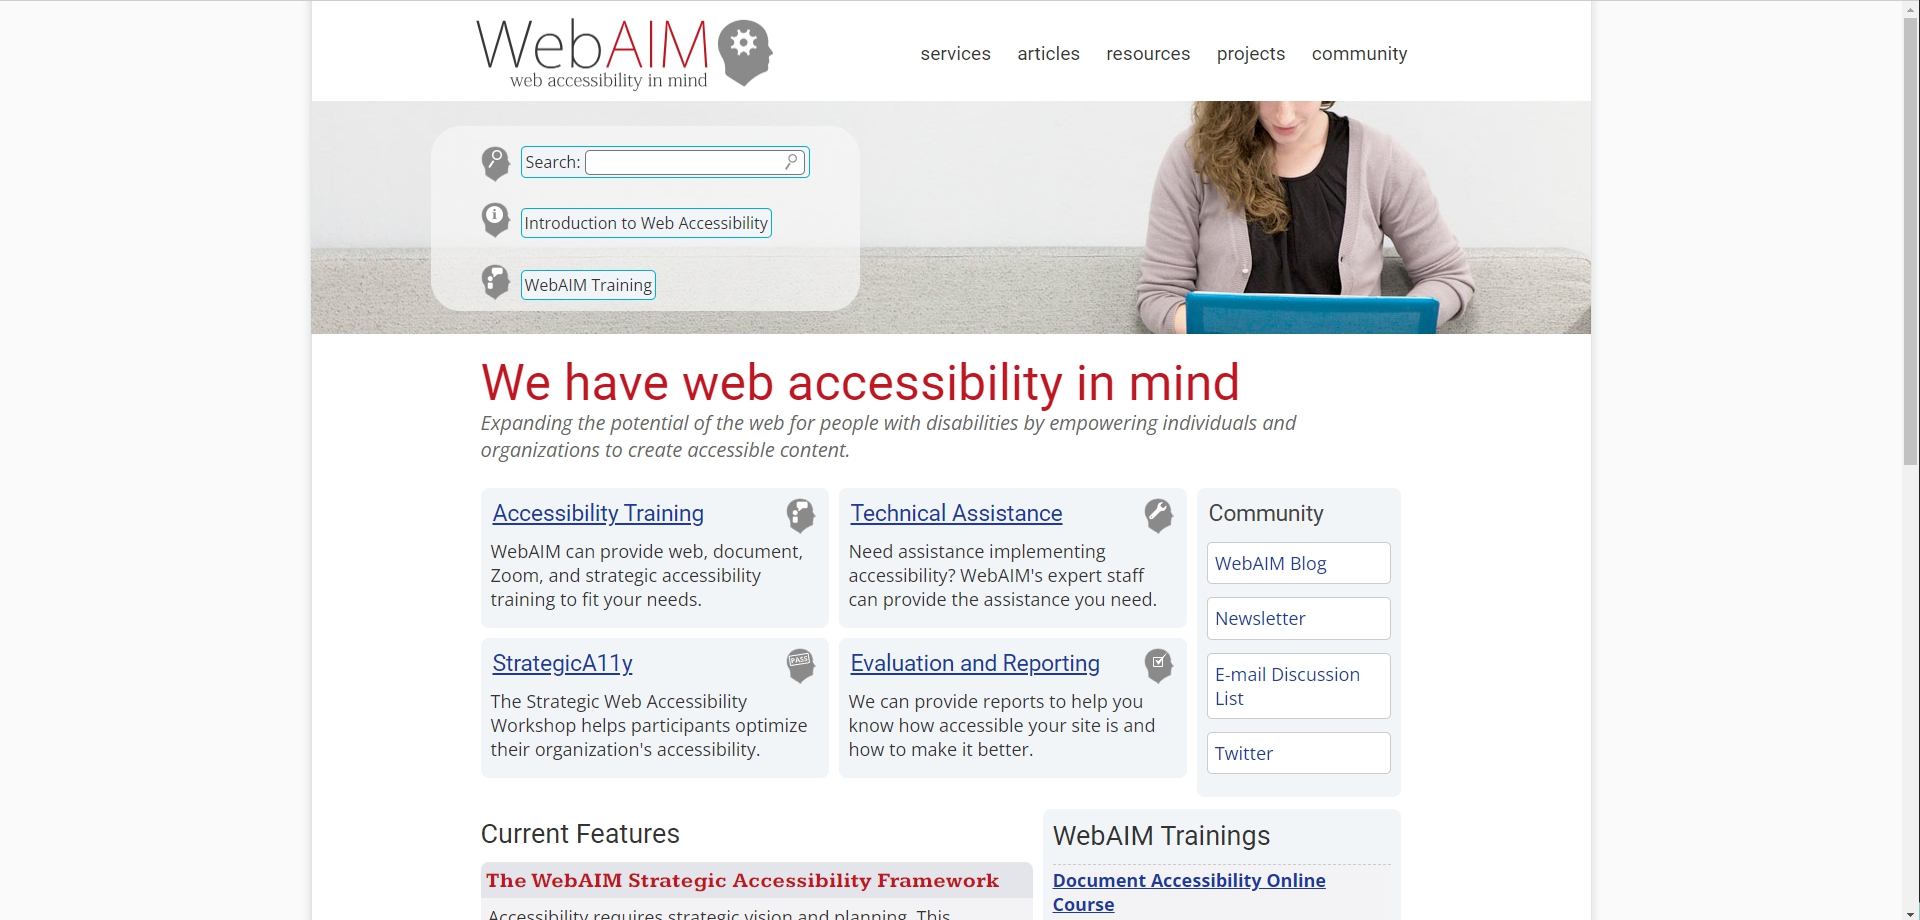 WebAIM
web accessibility in mind
services articles resources projects community
Search:
Introduction to Web Accessibility
WebAIM Training
We have web accessibility in mind
Expanding the potential of the web for people with disabilities by empowering individuals and
organizations to create accessible content.
Accessibility Training
WebAIM can provide web, document,
Zoom, and strategic accessibility
training to fit your needs.
Technical Assistance
Need assistance implementing
accessibility? WebAIM's expert staff
can provide the assistance you need.
StrategicA11y
PASS
The Strategic Web Accessibility
Workshop helps participants optimize
their organization's accessibility.
Evaluation and Reporting
We can provide reports to help you
know how accessible your site is and
how to make it better.
Community
WebAIM Blog
Newsletter
E-mail Discussion
List
Twitter
Current Features
The WebAIM Strategic Accessibility Framework
Accessibility requires strategic vision and planning. This
WebAIM Trainings
Document Accessibility Online
Course